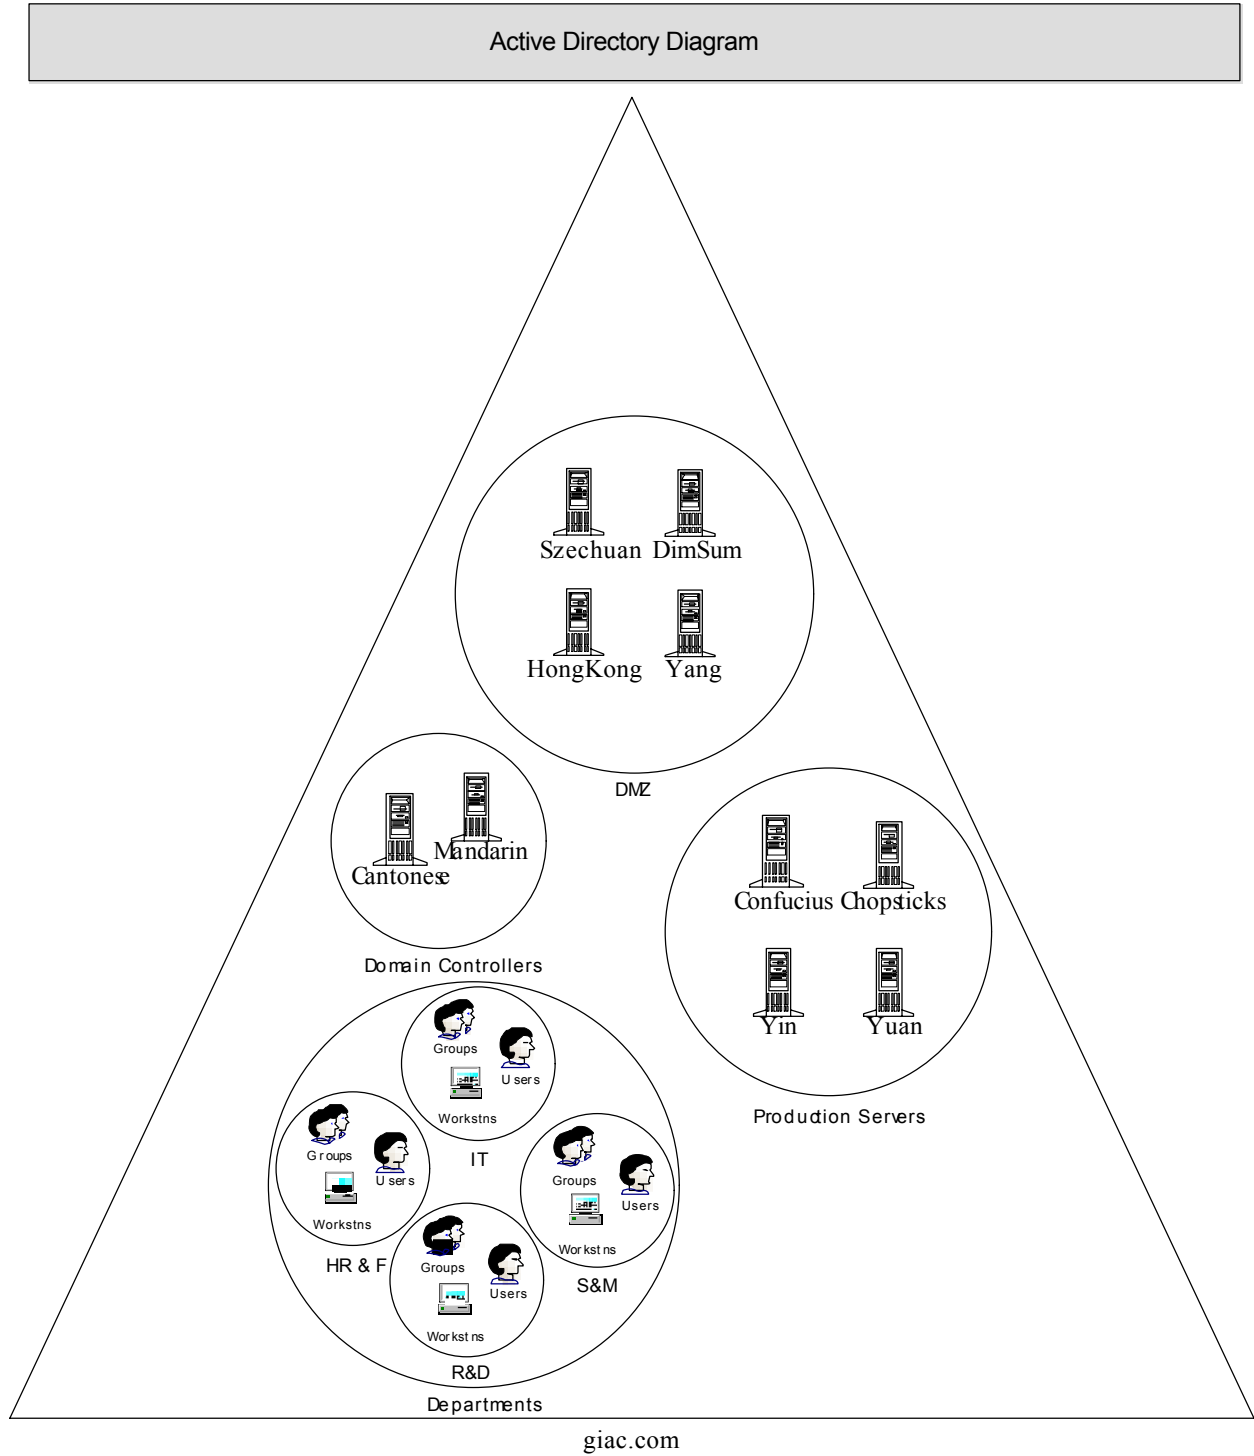 Active Directory Diagram
Szechuan DimSum
HongKong Yang
DMZ
Mandarin
Cantonese
Domain Controllers
Confucius Chopsticks
Yin Yuan
Production Servers
Groups
Users
Workstns
IT
Groups
Users
Workstns
HR & F
Groups
Users
Workstns
S&M
Groups
Users
Workstns
R&D
Departments
giac.com